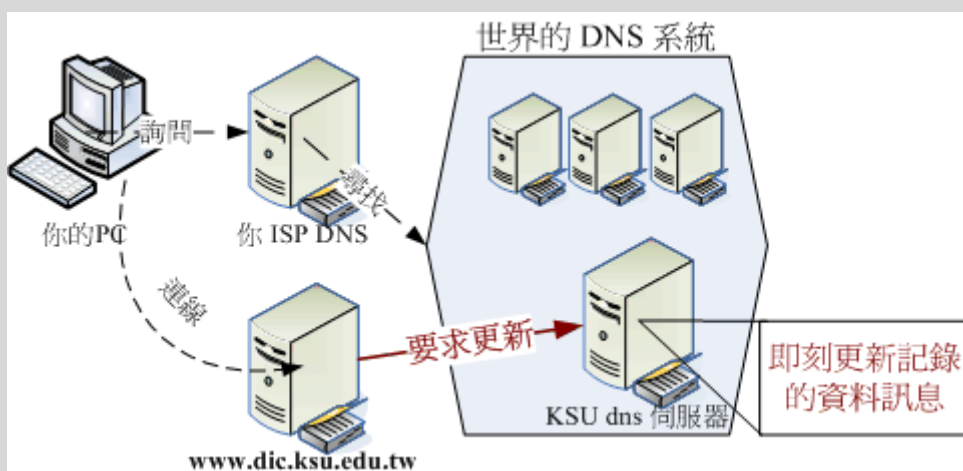 世界的 DNS 系統
詢問
尋找
你的PC
你 ISP DNS
連線
要求更新
即刻更新記錄
的資料訊息
KSU dns 伺服器
www.dic.ksu.edu.tw